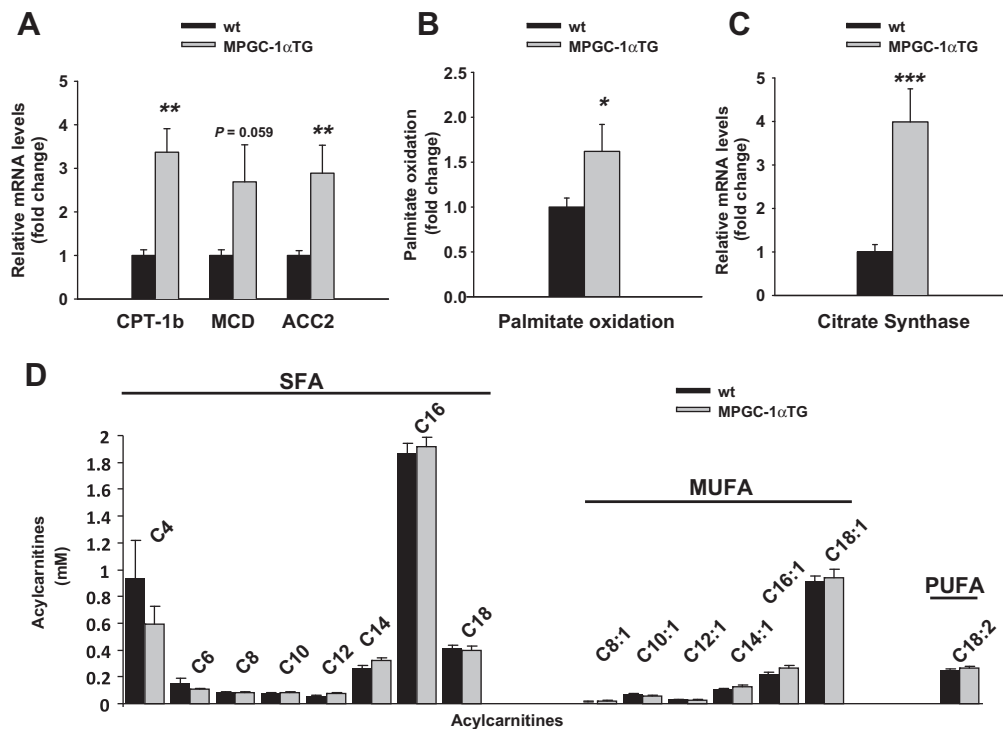 A
wt
MPGC-1αTG
Relative mRNA levels
(fold change)
5
4
3
2
1
0
**
P = 0.059
**
CPT-1b MCD ACC2
B
wt
MPGC-1αTG
Palmitate oxidation
(fold change)
2.5
2.0
1.5
1.0
0.5
0.0
*
Palmitate oxidation
C
wt
MPGC-1αTG
Relative mRNA levels
(fold change)
5
4
3
2
1
0
***
Citrate Synthase
D
SFA
wt
MPGC-1αTG
MUFA
PUFA
Acylcarnitines
(mM)
2
1.8
1.6
1.4
1.2
1
0.8
0.6
0.4
0.2
0
C4
C6
C8
C10
C12
C14
C16
C18
C8:1
C10:1
C12:1
C14:1
C16:1
C18:1
C18:2
Acylcarnitines